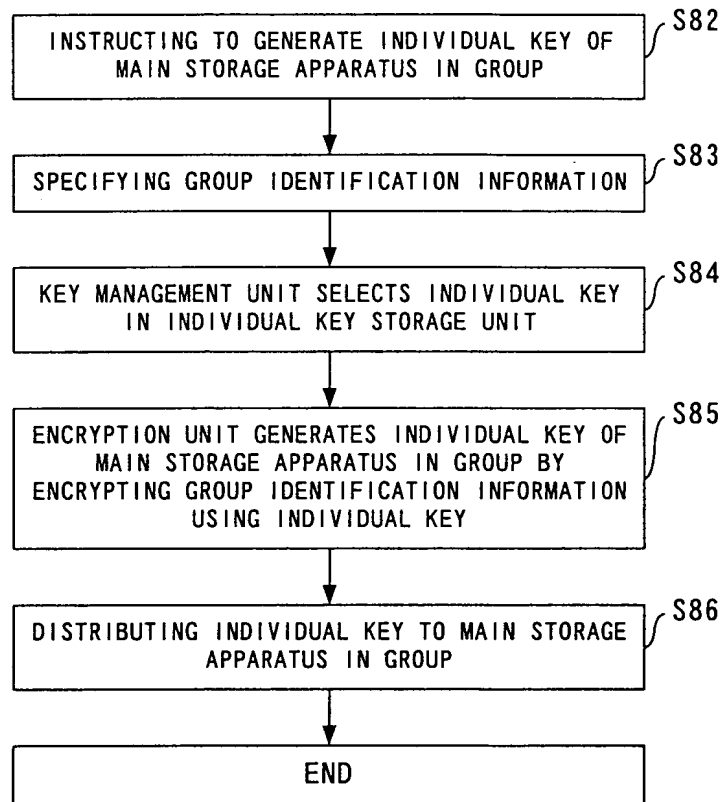 INSTRUCTING TO GENERATE INDIVIDUAL KEY OF
MAIN STORAGE APPARATUS IN GROUP
S82
SPECIFYING GROUP IDENTIFICATION INFORMATION
S83
KEY MANAGEMENT UNIT SELECTS INDIVIDUAL KEY
IN INDIVIDUAL KEY STORAGE UNIT
S84
ENCRYPTION UNIT GENERATES INDIVIDUAL KEY OF
MAIN STORAGE APPARATUS IN GROUP BY
ENCRYPTING GROUP IDENTIFICATION INFORMATION
USING INDIVIDUAL KEY
S85
DISTRIBUTING INDIVIDUAL KEY TO MAIN STORAGE
APPARATUS IN GROUP
S86
END